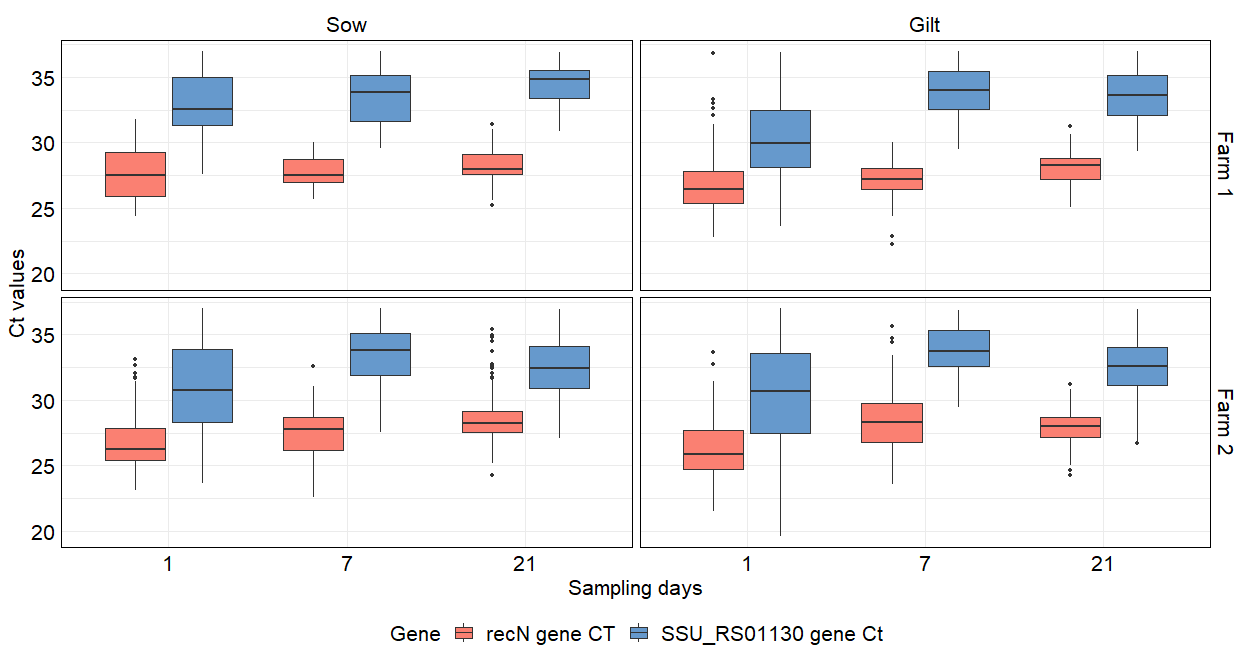 Sow
Gilt
35
30
25
20
Farm 1
Ct values
35
30
25
20
Farm 2
1
7
21
1
7
21
Sampling days
Gene recN gene CT SSU_RS01130 gene Ct